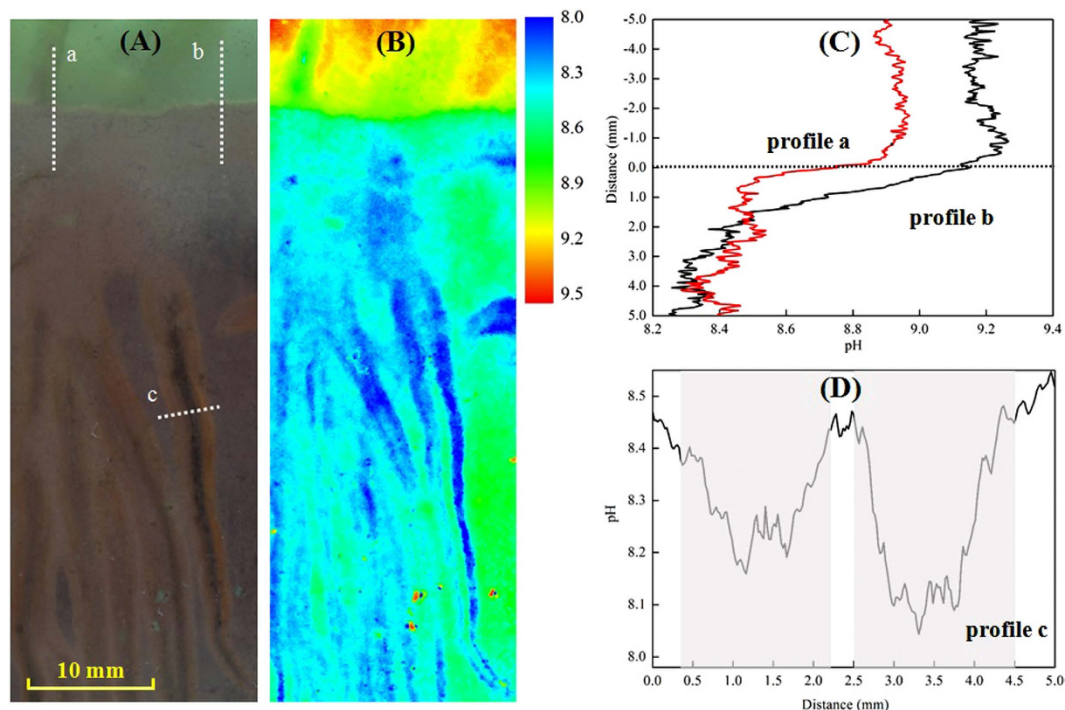 (A)
a
b
c
10 mm
(B)
8.0
8.3
8.6
8.9
9.2
9.5
(C)
-5.0
-4.0
-3.0
-2.0
-1.0
0.0
1.0
2.0
3.0
4.0
5.0
Distance (mm)
profile a
profile b
8.2 8.4 8.6 8.8 9.0 9.2 9.4
pH
(D)
8.5
8.4
8.3
8.2
8.1
8.0
pH
profile c
0.0 0.5 1.0 1.5 2.0 2.5 3.0 3.5 4.0 4.5 5.0
Distance (mm)